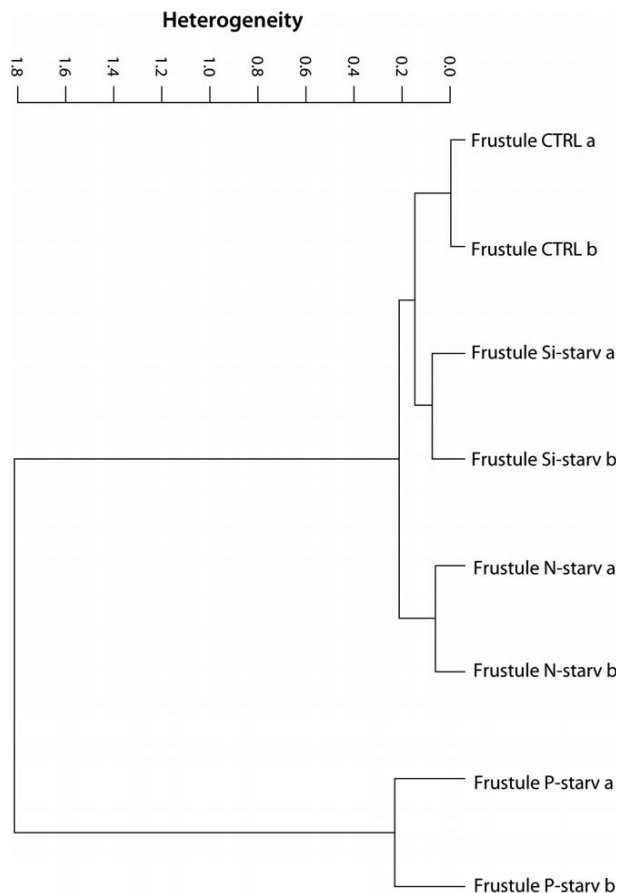 Heterogeneity
1.8 1.6 1.4 1.2 1.0 0.8 0.6 0.4 0.2 0.0
Frustule CTRL a
Frustule CTRL b
Frustule Si-starv a
Frustule Si-starv b
Frustule N-starv a
Frustule N-starv b
Frustule P-starv a
Frustule P-starv b